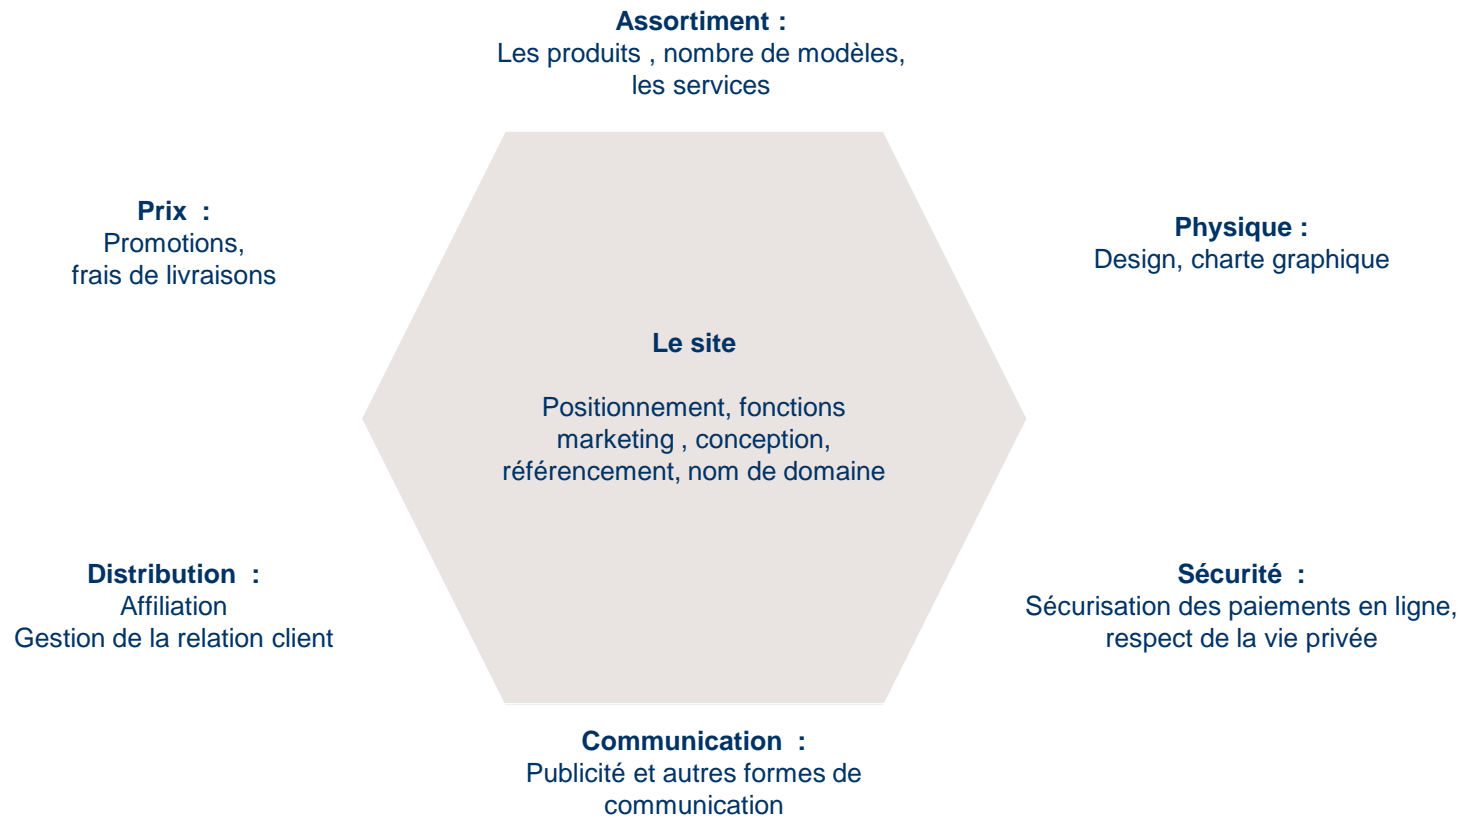 Assortiment :
Les produits , nombre de modèles,
les services
Prix :
Promotions,
frais de livraisons
Physique :
Design, charte graphique
Le site
Positionnement, fonctions
marketing , conception,
référencement, nom de domaine
Distribution :
Affiliation
Gestion de la relation client
Sécurité :
Sécurisation des paiements en ligne,
respect de la vie privée
Communication :
Publicité et autres formes de
communication